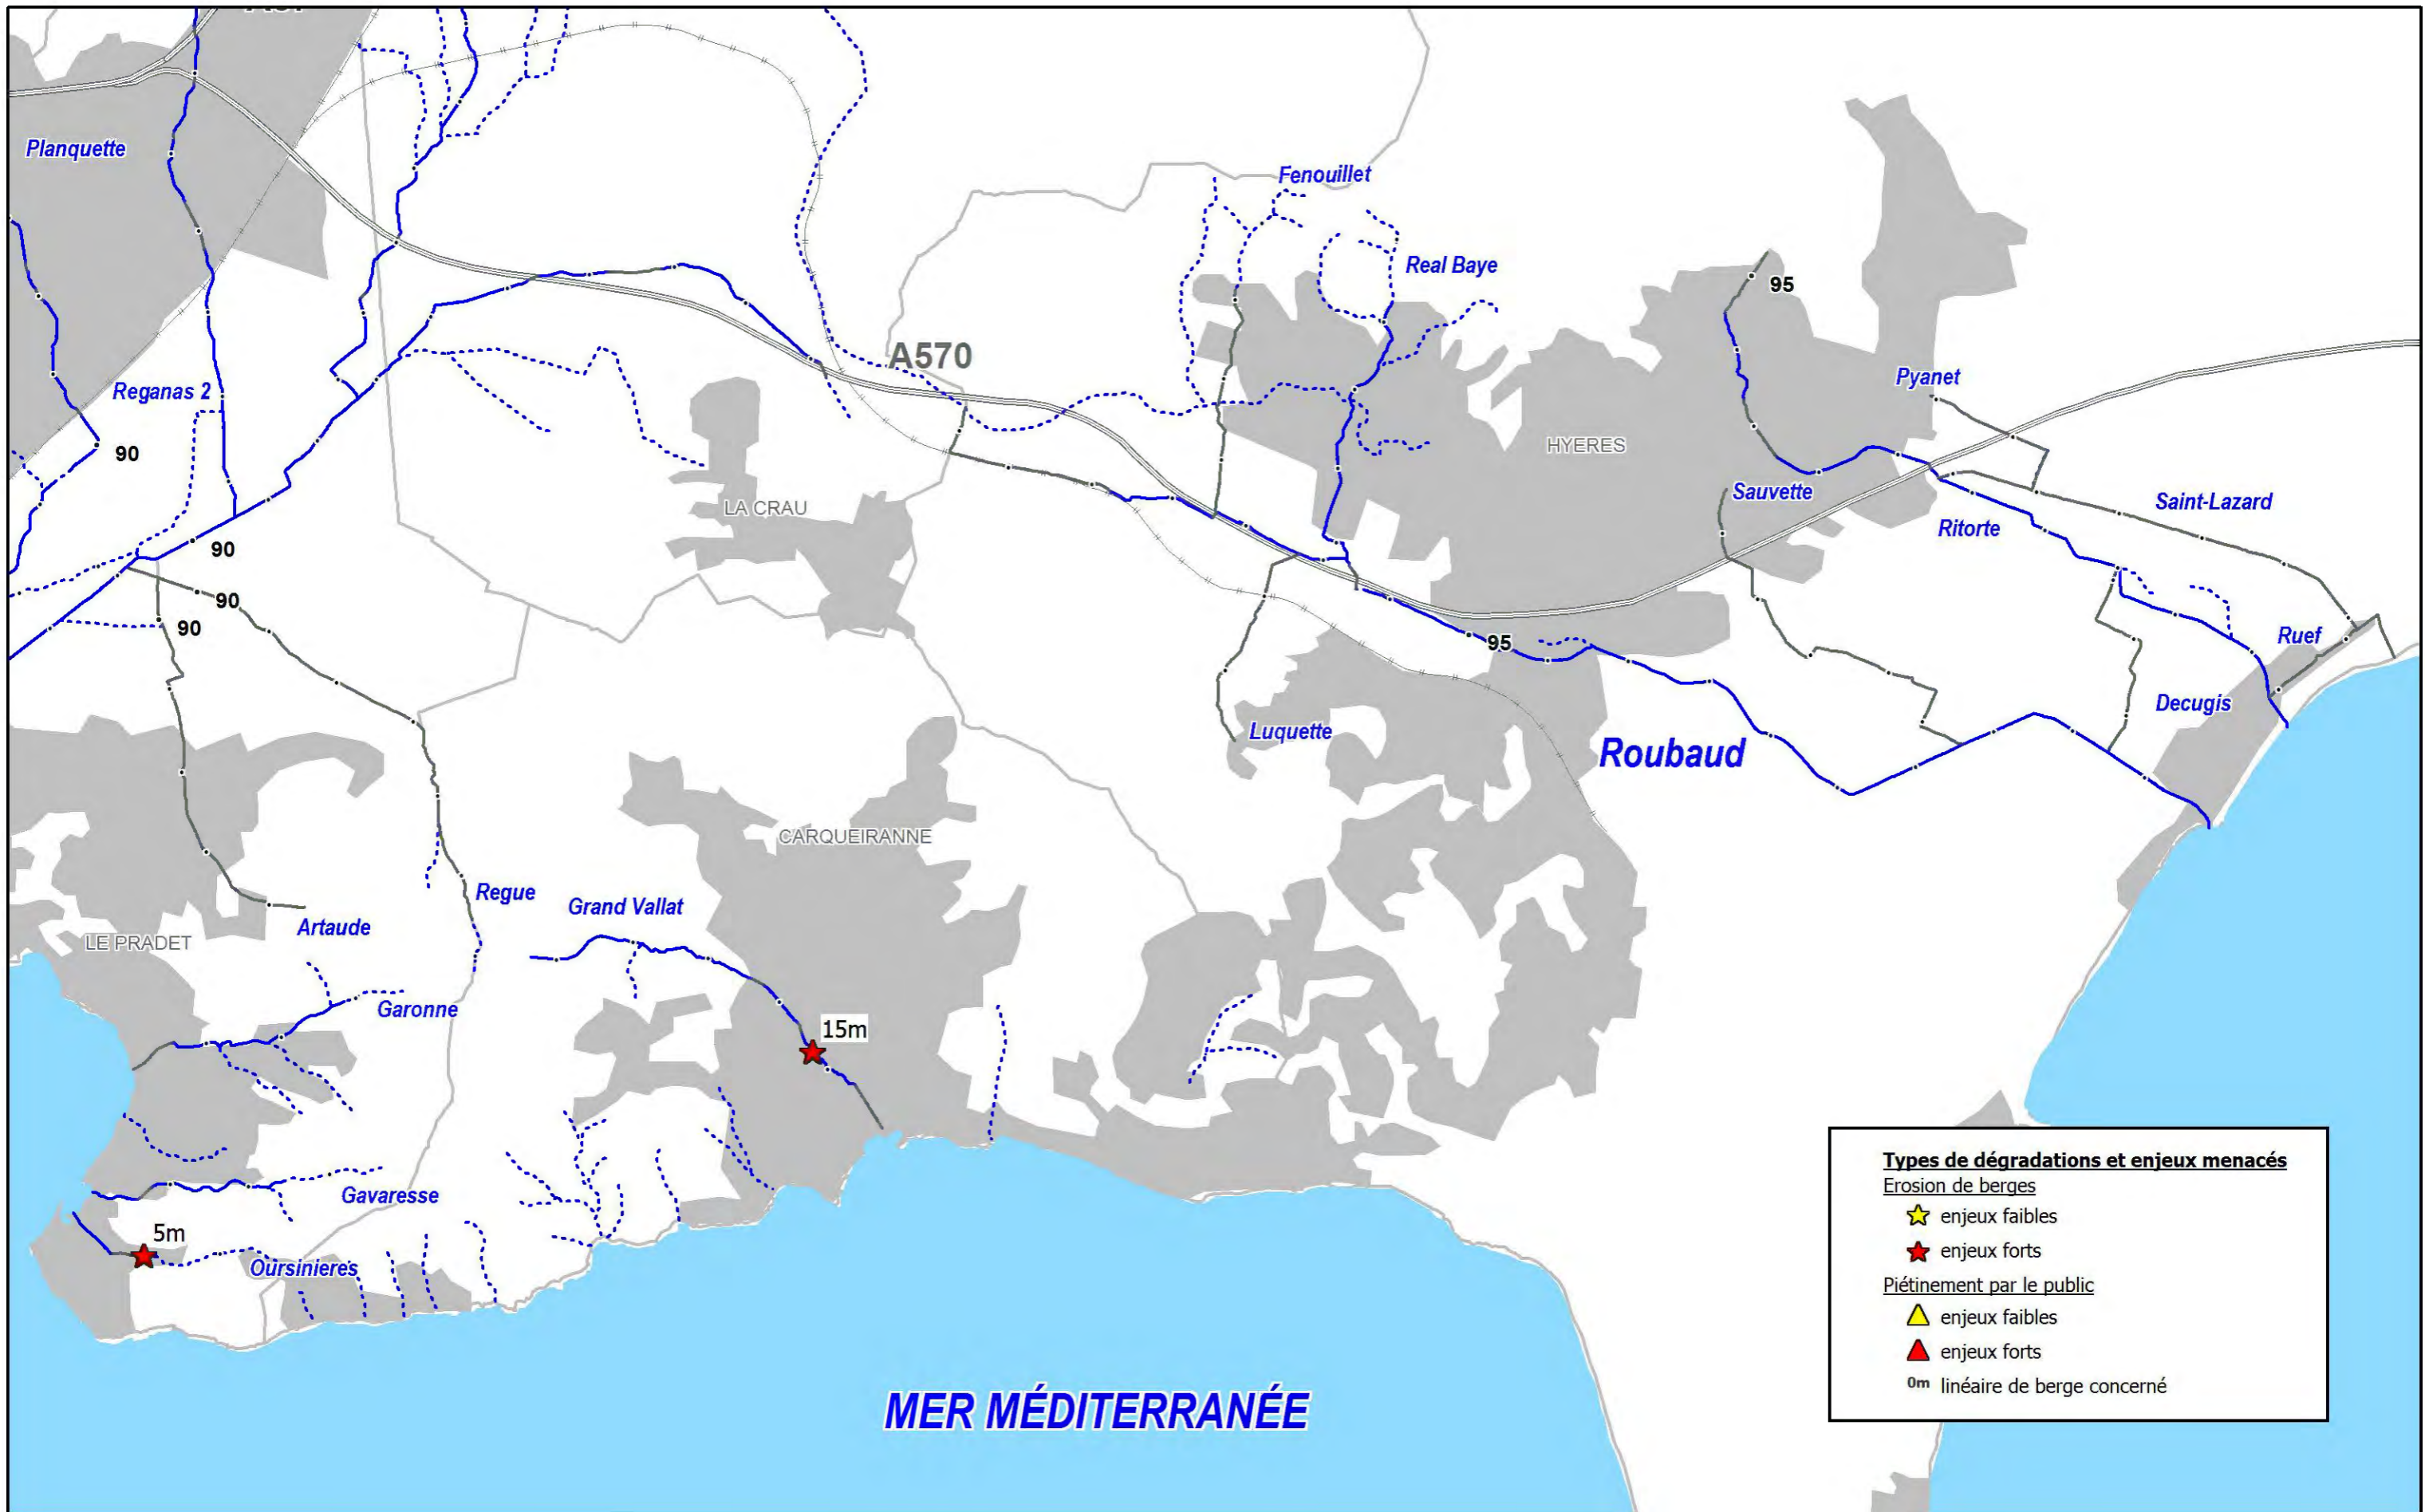 Planquette
Fenouillet
Real Baye
95
A570
Pyanet
Reganas 2
90
HYERES
Sauvette
LA CRAU
Saint-Lazard
Ritorte
90
90
90
95
Ruef
Decugis
Luquette
Roubaud
CARQUEIRANNE
Regue
Grand Vallat
Artaude
LE PRADET
Garonne
15m
Gavaresse
5m
Oursinieres
MER MÉDITERRANÉE
Types de dégradations et enjeux menacés
Erosion de berges
enjeux faibles
enjeux forts
Piétinement par le public
enjeux faibles
enjeux forts
0m linéaire de berge concerné